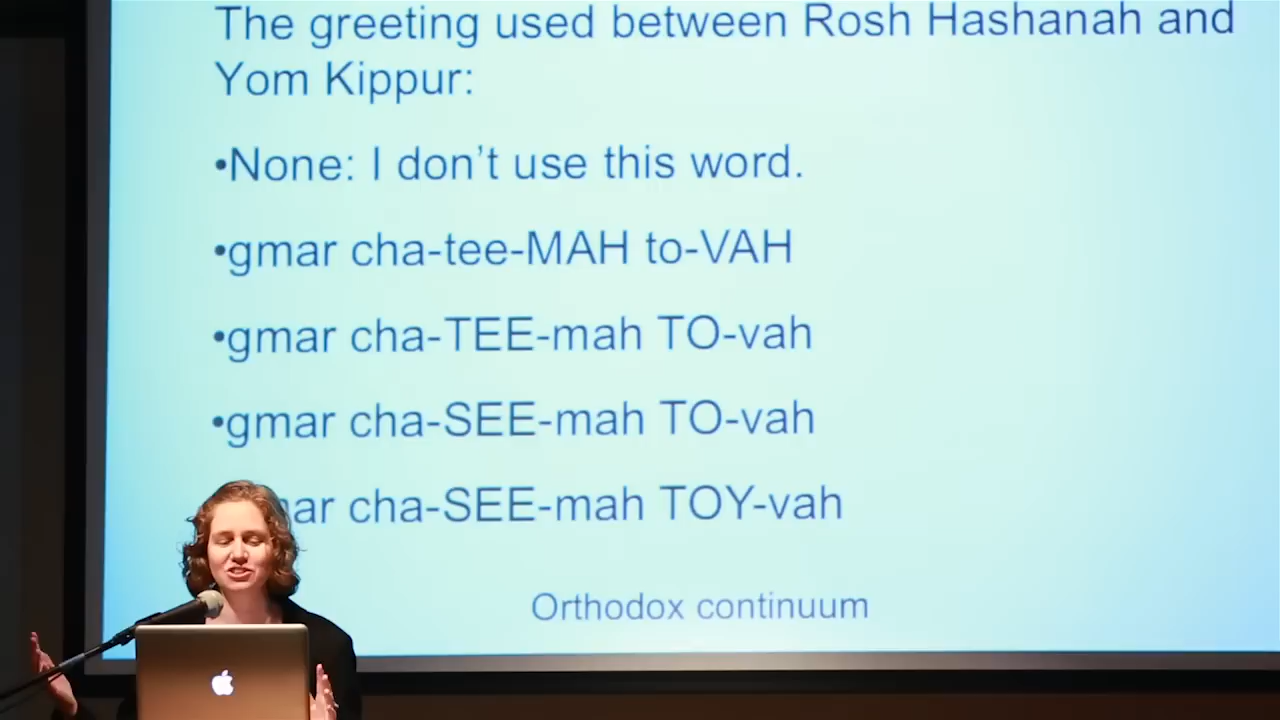 The greeting used between Rosh Hashanah and
Yom Kippur:
•None: I don’t use this word.
•gmar cha-tee-MAH to-VAH
•gmar cha-TEE-mah TO-vah
•gmar cha-SEE-mah TO-vah
cha-SEE-mah TOY-vah
Orthodox continuum